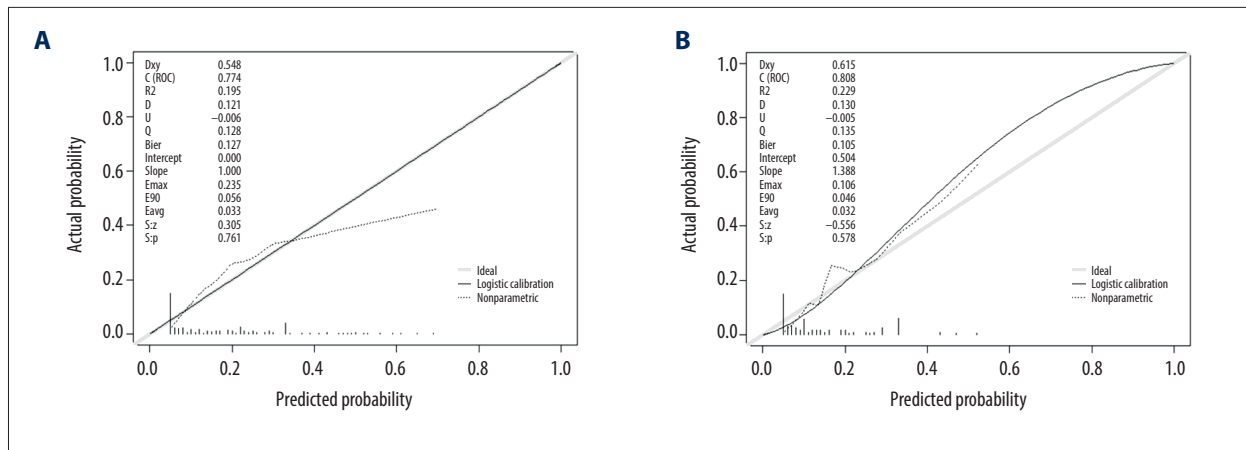 A
Dxy 0.548
C (ROC) 0.774
R2 0.195
D 0.121
U −0.006
Q 0.128
Bier 0.127
Intercept 0.000
Slope 1.000
Emax 0.235
E90 0.056
Eavg 0.033
S:z 0.305
S:p 0.761
1.0
0.8
0.6
0.4
0.2
0.0
Actual probability
Ideal
Logistic calibration
Nonparametric
0.0 0.2 0.4 0.6 0.8 1.0
Predicted probability
B
Dxy 0.615
C (ROC) 0.808
R2 0.229
D 0.130
U −0.005
Q 0.135
Bier 0.105
Intercept 0.504
Slope 1.388
Emax 0.106
E90 0.046
Eavg 0.032
S:z −0.556
S:p 0.578
1.0
0.8
0.6
0.4
0.2
0.0
Actual probability
Ideal
Logistic calibration
Nonparametric
0.0 0.2 0.4 0.6 0.8 1.0
Predicted probability